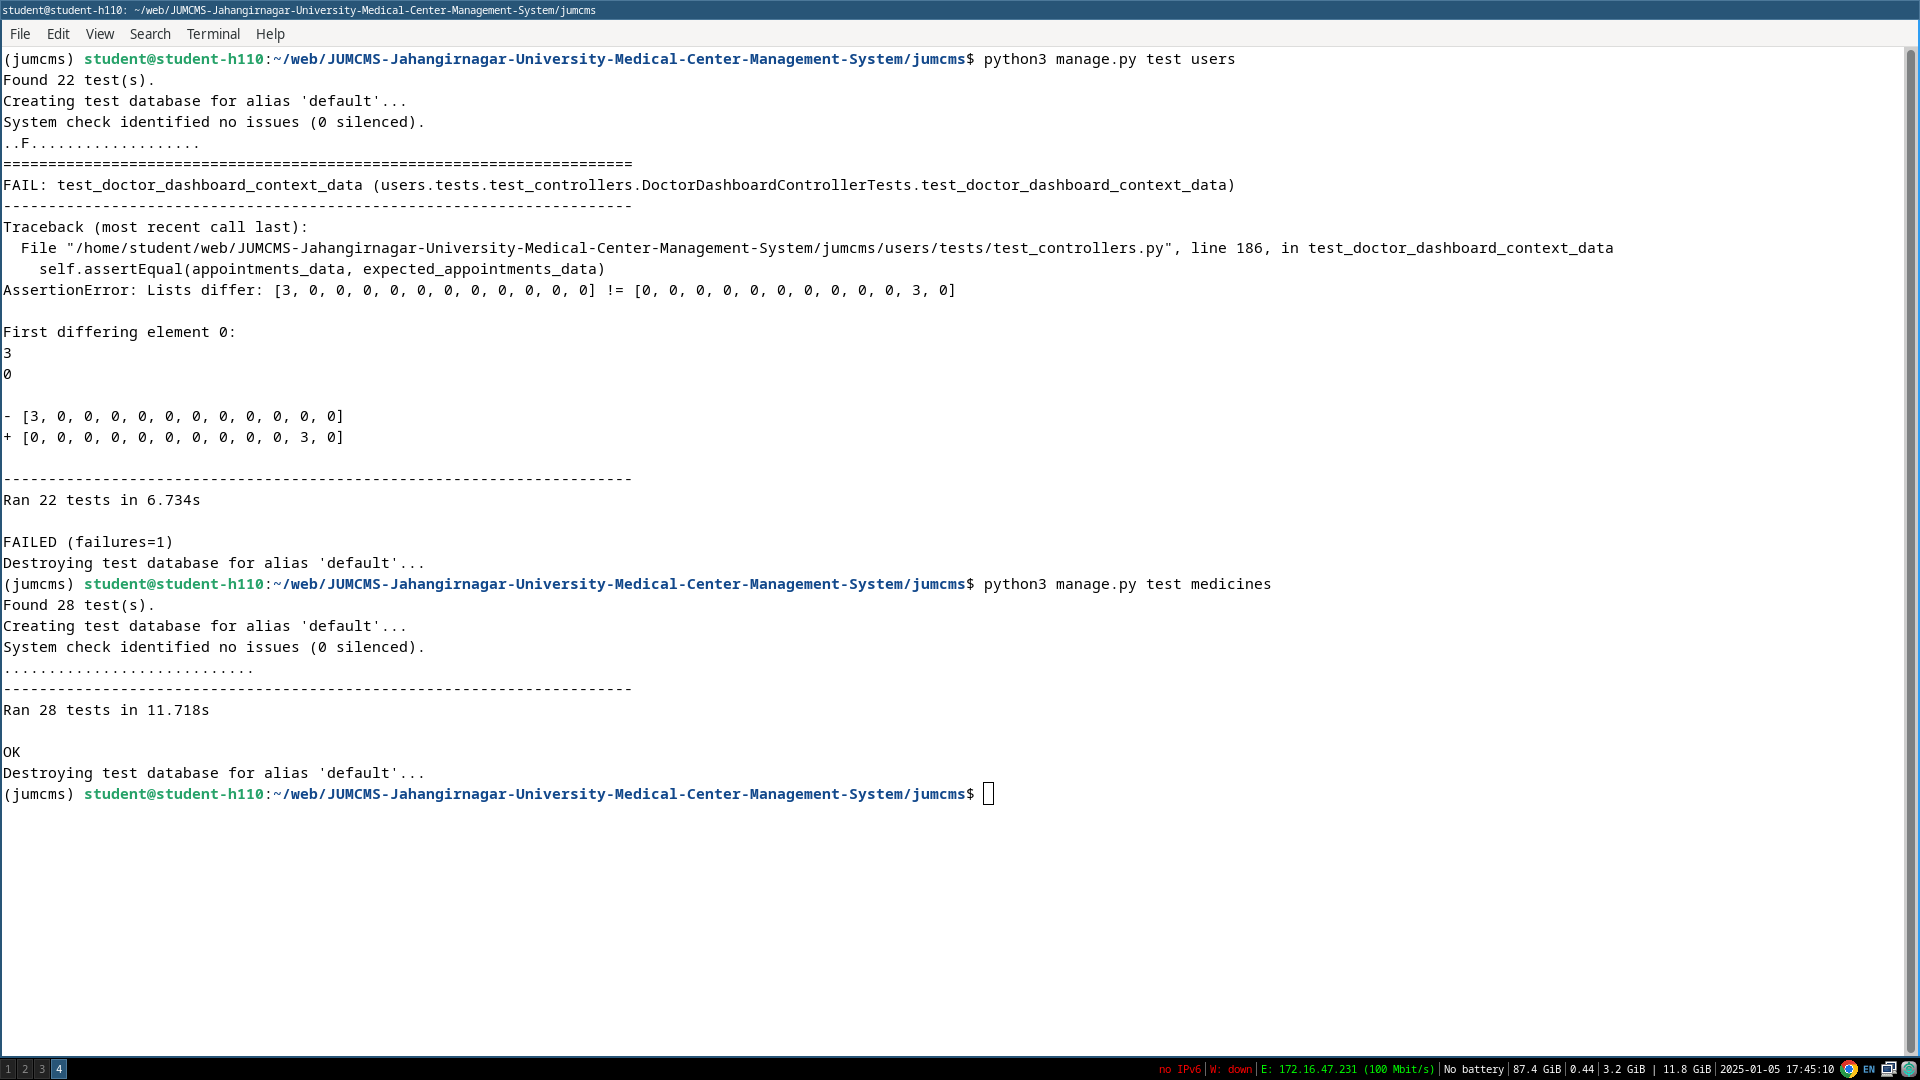 student@student-h110: ~/web/JUMCMS-Jahangirnagar-University-Medical-Center-Management-System/jumcms
File Edit View Search Terminal Help
(jumcms) student@student-h110:~/web/JUMCMS-Jahangirnagar-University-Medical-Center-Management-System/jumcms$ python3 manage.py test users
Found 22 test(s).
Creating test database for alias 'default'...
System check identified no issues (0 silenced).
..F...................
======================================================================
FAIL: test_doctor_dashboard_context_data (users.tests.test_controllers.DoctorDashboardControllerTests.test_doctor_dashboard_context_data)
----------------------------------------------------------------------
Traceback (most recent call last):
  File "/home/student/web/JUMCMS-Jahangirnagar-University-Medical-Center-Management-System/jumcms/users/tests/test_controllers.py", line 186, in test_doctor_dashboard_context_data
    self.assertEqual(appointments_data, expected_appointments_data)
AssertionError: Lists differ: [3, 0, 0, 0, 0, 0, 0, 0, 0, 0, 0, 0] != [0, 0, 0, 0, 0, 0, 0, 0, 0, 0, 3, 0]

First differing element 0:
3
0

- [3, 0, 0, 0, 0, 0, 0, 0, 0, 0, 0, 0]
+ [0, 0, 0, 0, 0, 0, 0, 0, 0, 0, 3, 0]

----------------------------------------------------------------------
Ran 22 tests in 6.734s

FAILED (failures=1)
Destroying test database for alias 'default'...
(jumcms) student@student-h110:~/web/JUMCMS-Jahangirnagar-University-Medical-Center-Management-System/jumcms$ python3 manage.py test medicines
Found 28 test(s).
Creating test database for alias 'default'...
System check identified no issues (0 silenced).
............................
----------------------------------------------------------------------
Ran 28 tests in 11.718s

OK
Destroying test database for alias 'default'...
(jumcms) student@student-h110:~/web/JUMCMS-Jahangirnagar-University-Medical-Center-Management-System/jumcms$
1 2 3 4 no IPv6 | W: down | E: 172.16.47.231 (100 Mbit/s) | No battery | 87.4 GiB | 0.44 | 3.2 GiB | 11.8 GiB | 2025-01-05 17:45:10 EN